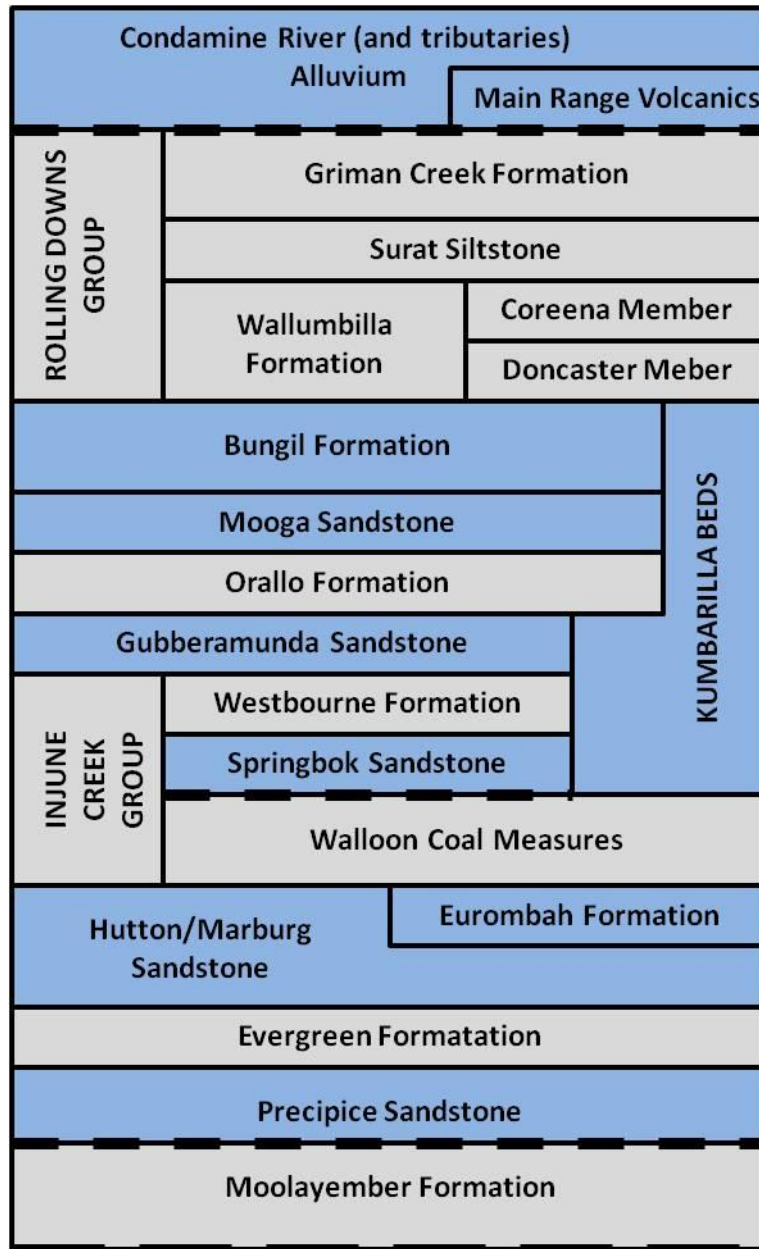 Condamine River (and tributaries)
Alluvium
Main Range Volcanics
ROLLING DOWNS
GROUP
Griman Creek Formation
Surat Siltstone
Wallumbilla
Formation
Coreena Member
Doncaster Meber
Bungil Formation
Mooga Sandstone
Orallo Formation
Gubberamunda Sandstone
KUMBARILLA BEDS
INJUNE
CREEK
GROUP
Westbourne Formation
Springbok Sandstone
Walloon Coal Measures
Hutton/Marburg
Sandstone
Eurombah Formation
Evergreen Formatation
Precipice Sandstone
Moolayember Formation